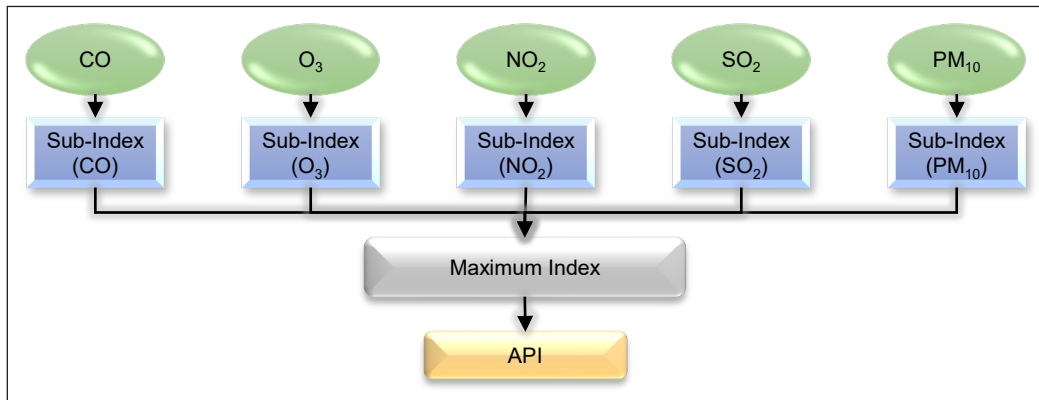 CO
O₃
NO₂
SO₂
PM₁₀
Sub-Index
(CO)
Sub-Index
(O₃)
Sub-Index
(NO₂)
Sub-Index
(SO₂)
Sub-Index
(PM₁₀)
Maximum Index
API